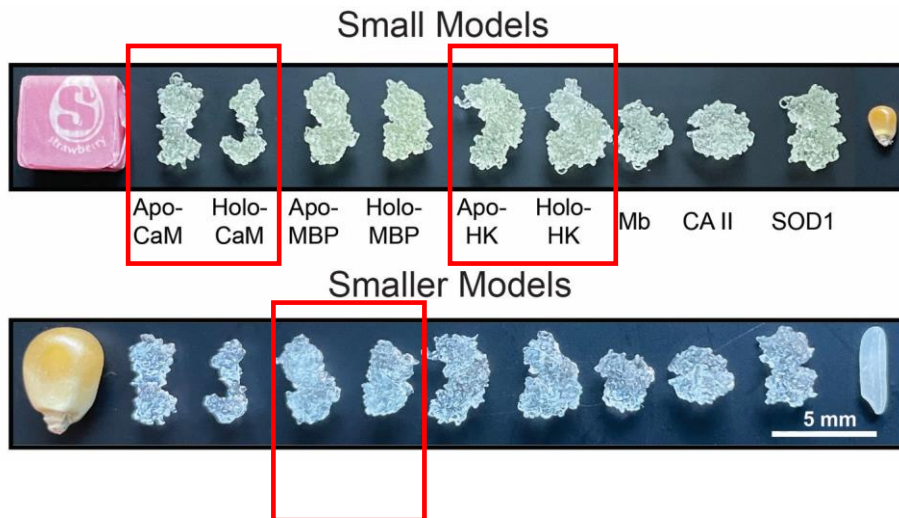 Small Models
S
strawberry
Apo-CaM
Holo-CaM
Apo-MBP
Holo-MBP
Apo-HK
Holo-HK
Mb
CA II
SOD1
Smaller Models
5 mm